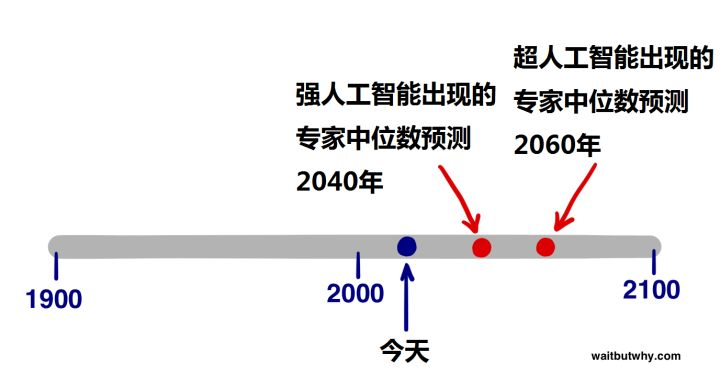 强人工智能出现的
专家中位数预测
2040年
超人工智能出现的
专家中位数预测
2060年
1900
2000
2100
今天
waitbutwhy.com